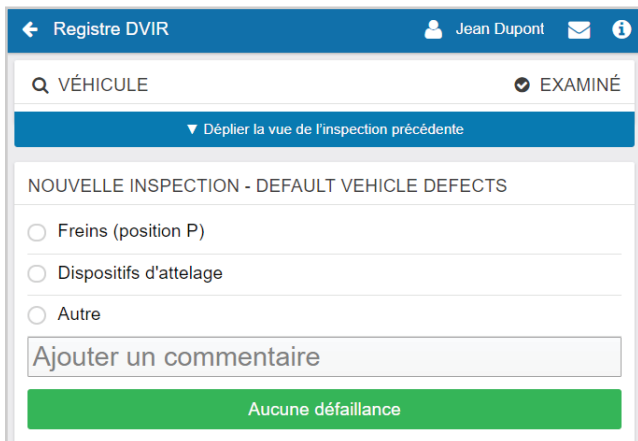 Registre DVIR Jean Dupont
VÉHICULE EXAMINÉ
▼ Déplier la vue de l'inspection précédente
NOUVELLE INSPECTION - DEFAULT VEHICLE DEFECTS
Freins (position P)
Dispositifs d'attelage
Autre
Ajouter un commentaire
Aucune défaillance